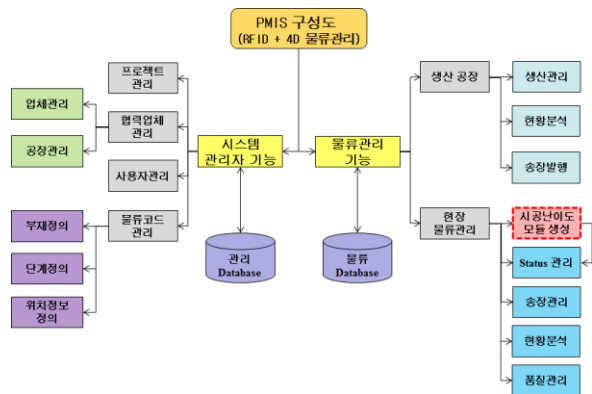 PMIS 구성도
(RFID + 4D 물류관리)
프로젝트
관리
업체관리
협력업체
관리
공장관리
사용자관리
물류코드
관리
부재정의
단계정의
위치정보
정의
시스템
관리자 기능
물류관리
기능
관리
Database
물류
Database
생산 공장
생산관리
현황분석
송장발행
현장
물류관리
시공난이도
모듈 생성
Status 관리
송장관리
현황분석
품질관리